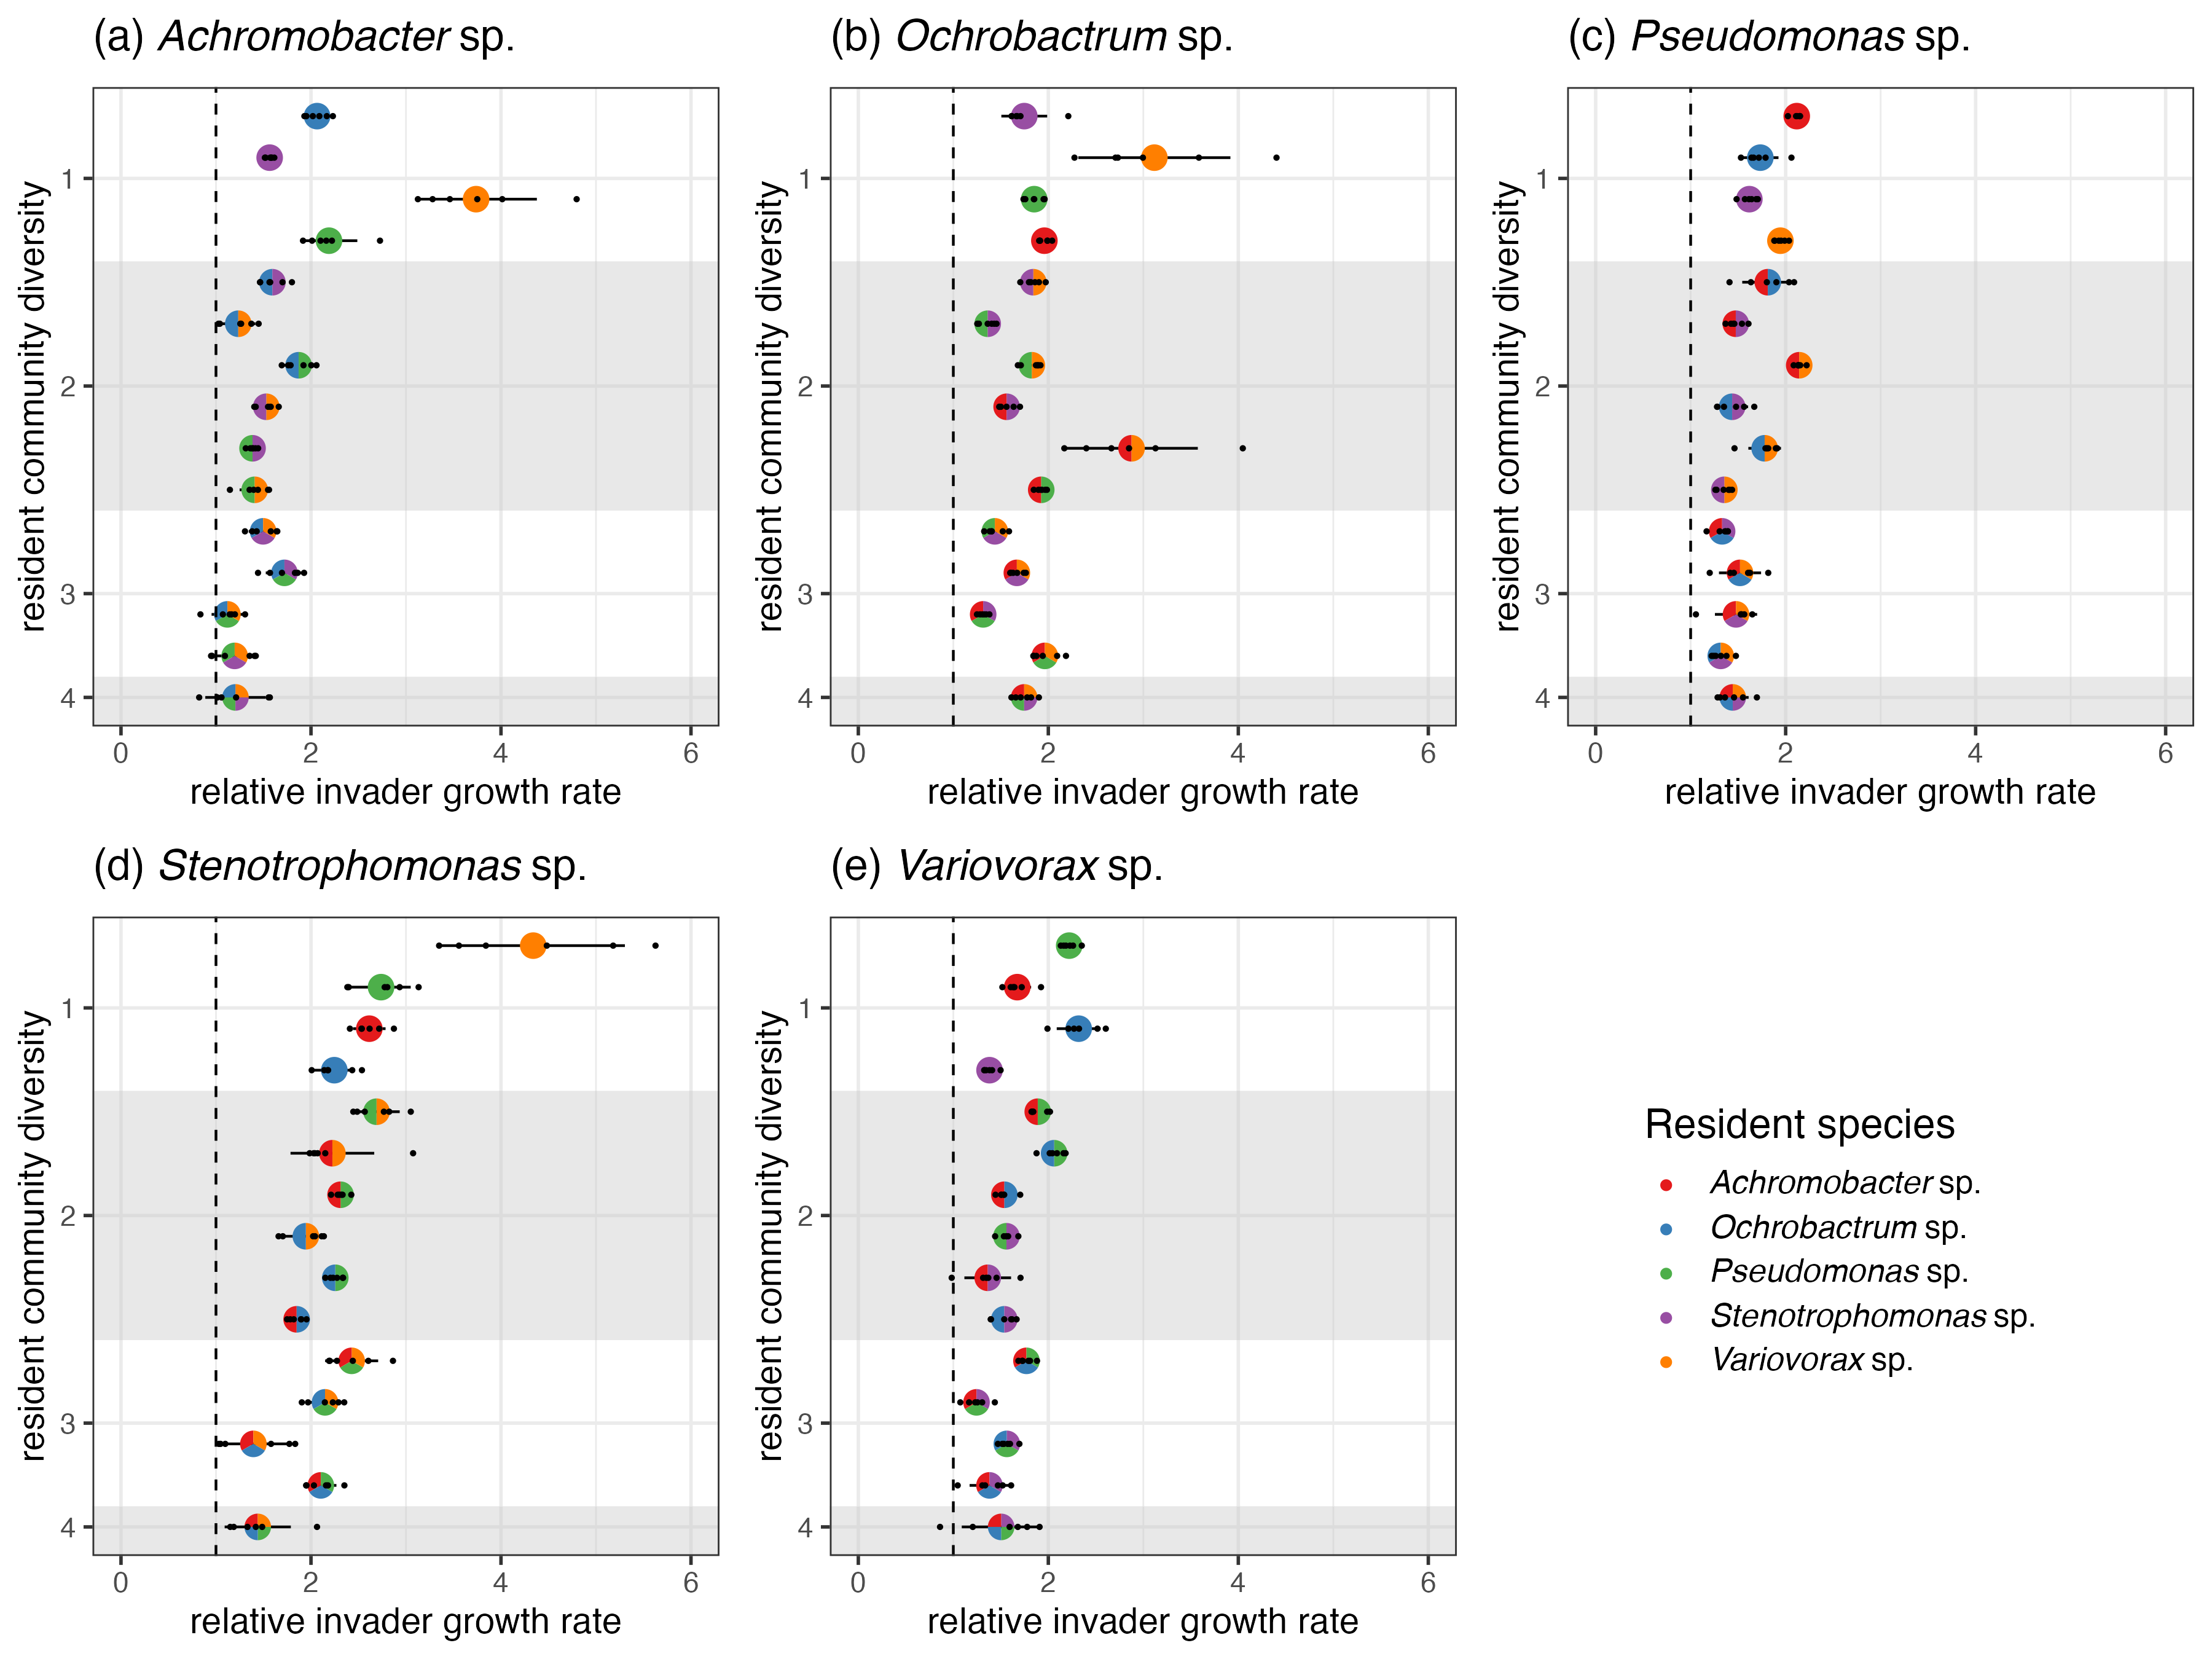 (a) Achromobacter sp.
resident community diversity
1
2
3
4
0 2 4 6
relative invader growth rate
(b) Ochrobactrum sp.
resident community diversity
1
2
3
4
0 2 4 6
relative invader growth rate
(c) Pseudomonas sp.
resident community diversity
1
2
3
4
0 2 4 6
relative invader growth rate
(d) Stenotrophomonas sp.
resident community diversity
1
2
3
4
0 2 4 6
relative invader growth rate
(e) Variovorax sp.
resident community diversity
1
2
3
4
0 2 4 6
relative invader growth rate
Resident species
Achromobacter sp.
Ochrobactrum sp.
Pseudomonas sp.
Stenotrophomonas sp.
Variovorax sp.